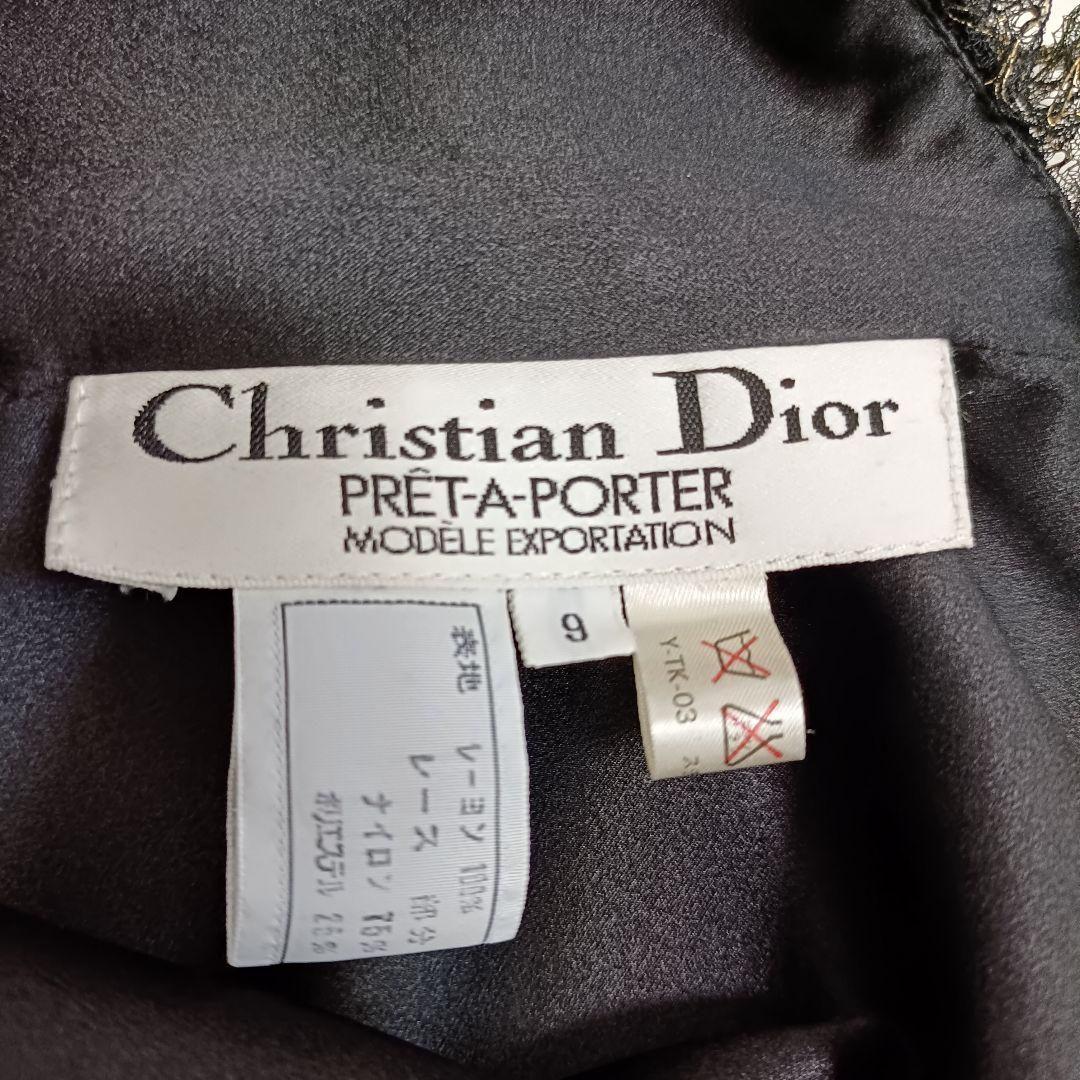 Christian Dior
PRÊT-A-PORTER
MODÈLE EXPORTATION
9
表地 レーヨン 100%
レース 部分
ナイロン 75%
ポリエステル 25%
Y-TK-03